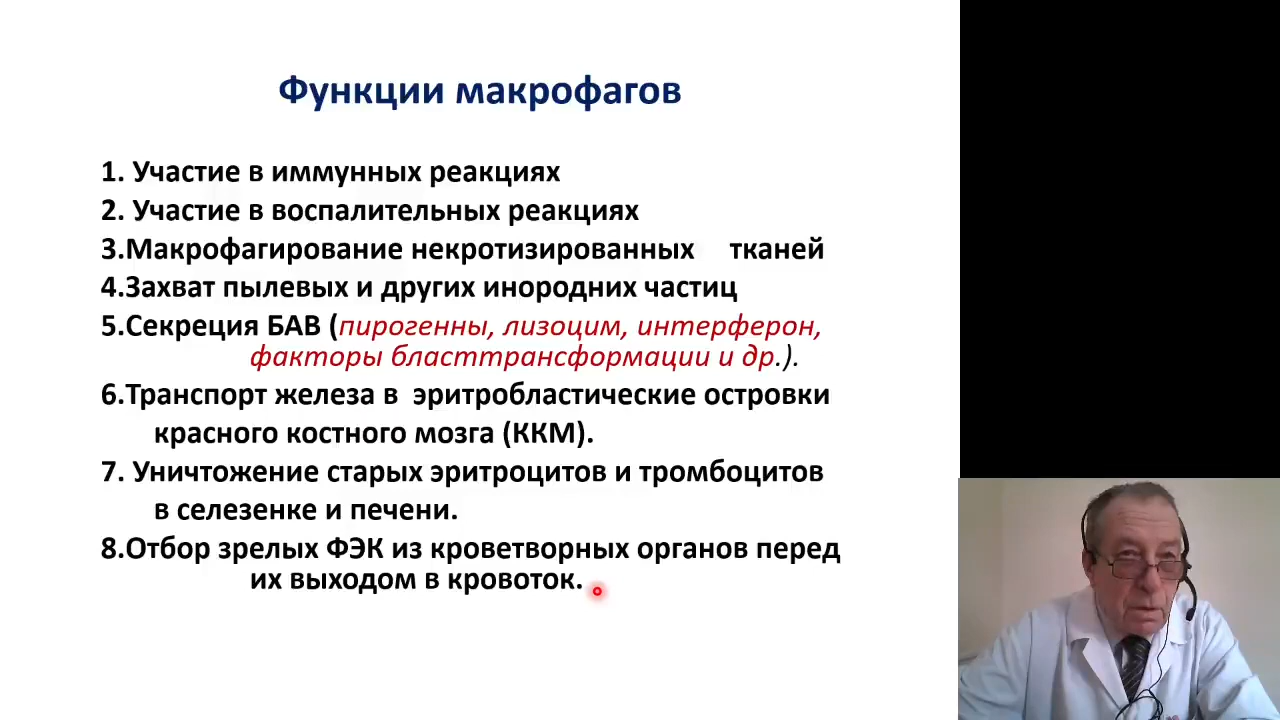 Функции макрофагов
1. Участие в иммунных реакциях
2. Участие в воспалительных реакциях
3.Макрофагирование некротизированных тканей
4.Захват пылевых и других инородних частиц
5.Секреция БАВ (пирогенны, лизоцим, интерферон,
факторы бласттрансформации и др.).
6.Транспорт железа в эритробластические островки
красного костного мозга (ККМ).
7. Уничтожение старых эритроцитов и тромбоцитов
в селезенке и печени.
8.Отбор зрелых ФЭК из кроветворных органов перед
их выходом в кровоток.